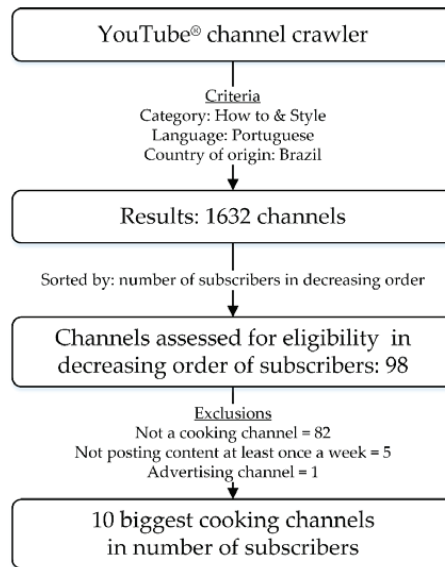 YouTube® channel crawler
Criteria
Category: How to & Style
Language: Portuguese
Country of origin: Brazil
Results: 1632 channels
Sorted by: number of subscribers in decreasing order
Channels assessed for eligibility in
decreasing order of subscribers: 98
Exclusions
Not a cooking channel = 82
Not posting content at least once a week = 5
Advertising channel = 1
10 biggest cooking channels
in number of subscribers